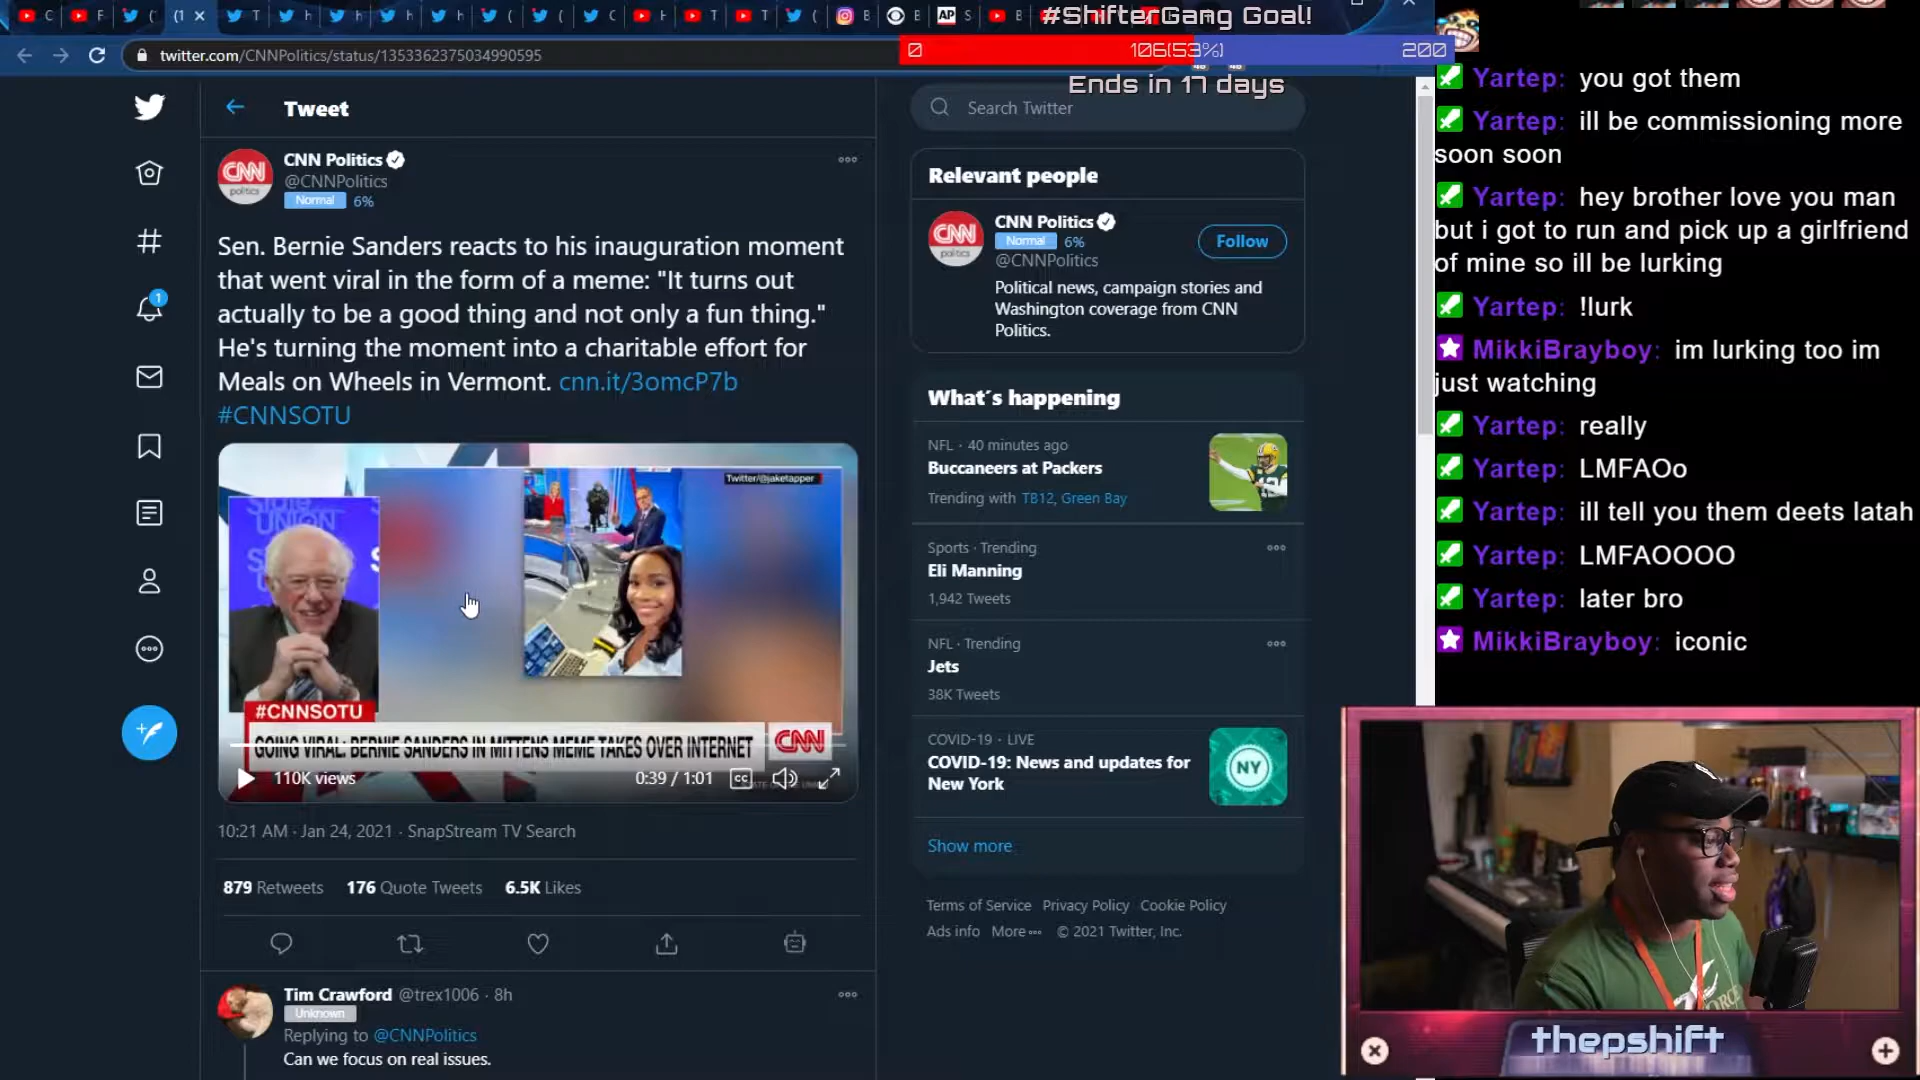 #ShifterGang Goal!
0
106(53%)
200
Ends in 17 days
twitter.com/CNNPolitics/status/1353362375034990595
Tweet
CNN Politics
@CNNPolitics
Normal 6%
Sen. Bernie Sanders reacts to his inauguration moment
that went viral in the form of a meme: "It turns out
actually to be a good thing and not only a fun thing."
He's turning the moment into a charitable effort for
Meals on Wheels in Vermont. cnn.it/3omcP7b
#CNNSOTU
Twitter/@jaketapper
#CNNSOTU
GOING VIRAL: BERNIE SANDERS IN MITTENS MEME TAKES OVER INTERNET
CNN
110K views
0:39 / 1:01
10:21 AM · Jan 24, 2021 · SnapStream TV Search
879 Retweets 176 Quote Tweets 6.5K Likes
Tim Crawford @trex1006 · 8h
Unknown
Replying to @CNNPolitics
Can we focus on real issues.
Search Twitter
Relevant people
CNN Politics
Normal 6%
@CNNPolitics
Follow
Political news, campaign stories and
Washington coverage from CNN
Politics.
What's happening
NFL · 40 minutes ago
Buccaneers at Packers
Trending with TB12, Green Bay
Sports · Trending
Eli Manning
1,942 Tweets
NFL · Trending
Jets
38K Tweets
COVID-19 · LIVE
COVID-19: News and updates for
New York
NY
Show more
Terms of Service Privacy Policy Cookie Policy
Ads info More © 2021 Twitter, Inc.
Yartep: you got them
Yartep: ill be commissioning more
soon soon
Yartep: hey brother love you man
but i got to run and pick up a girlfriend
of mine so ill be lurking
Yartep: !lurk
MikkiBrayboy: im lurking too im
just watching
Yartep: really
Yartep: LMFAOo
Yartep: ill tell you them deets latah
Yartep: LMFAOOOO
Yartep: later bro
MikkiBrayboy: iconic
thepshift